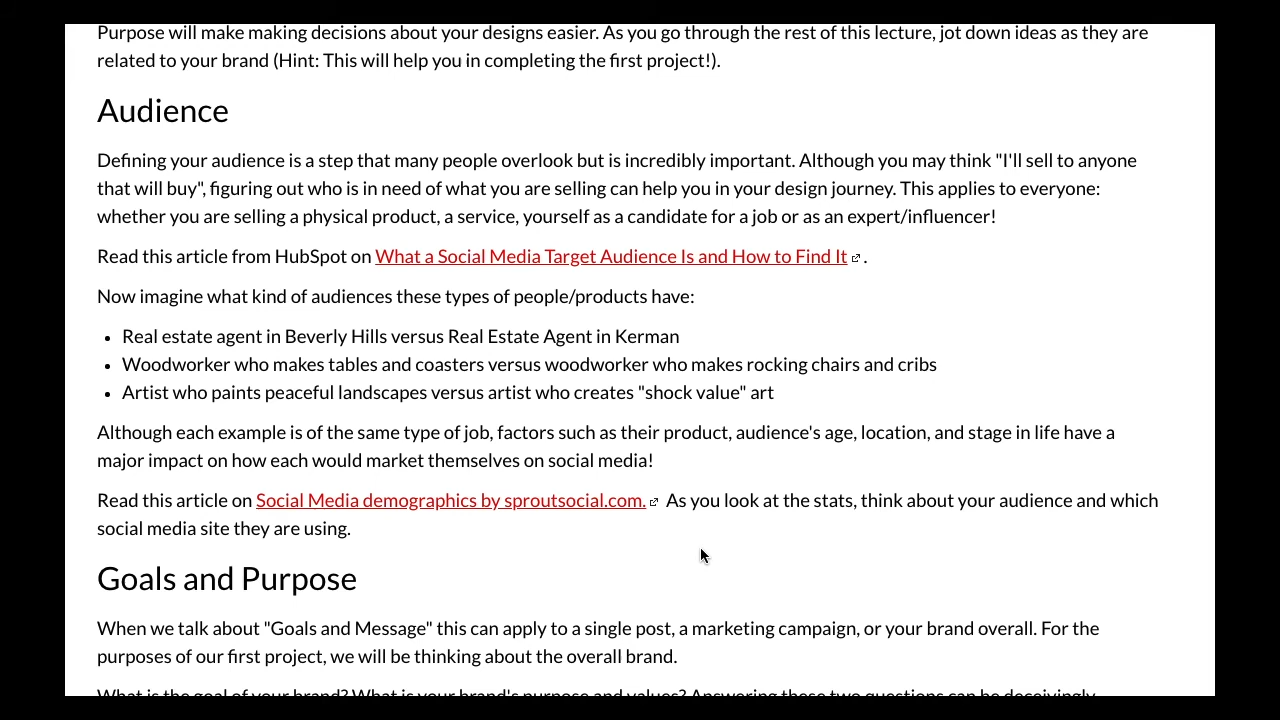 Purpose will make making decisions about your designs easier. As you go through the rest of this lecture, jot down ideas as they are
related to your brand (Hint: This will help you in completing the first project!).
Audience
Defining your audience is a step that many people overlook but is incredibly important. Although you may think "I'll sell to anyone
that will buy", figuring out who is in need of what you are selling can help you in your design journey. This applies to everyone:
whether you are selling a physical product, a service, yourself as a candidate for a job or as an expert/influencer!
Read this article from HubSpot on What a Social Media Target Audience Is and How to Find It.
Now imagine what kind of audiences these types of people/products have:
• Real estate agent in Beverly Hills versus Real Estate Agent in Kerman
• Woodworker who makes tables and coasters versus woodworker who makes rocking chairs and cribs
• Artist who paints peaceful landscapes versus artist who creates "shock value" art
Although each example is of the same type of job, factors such as their product, audience's age, location, and stage in life have a
major impact on how each would market themselves on social media!
Read this article on Social Media demographics by sproutsocial.com. As you look at the stats, think about your audience and which
social media site they are using.
Goals and Purpose
When we talk about "Goals and Message" this can apply to a single post, a marketing campaign, or your brand overall. For the
purposes of our first project, we will be thinking about the overall brand.
What is the goal of your brand? What is your brand's purpose and values? Answering these two questions can be deceivingly